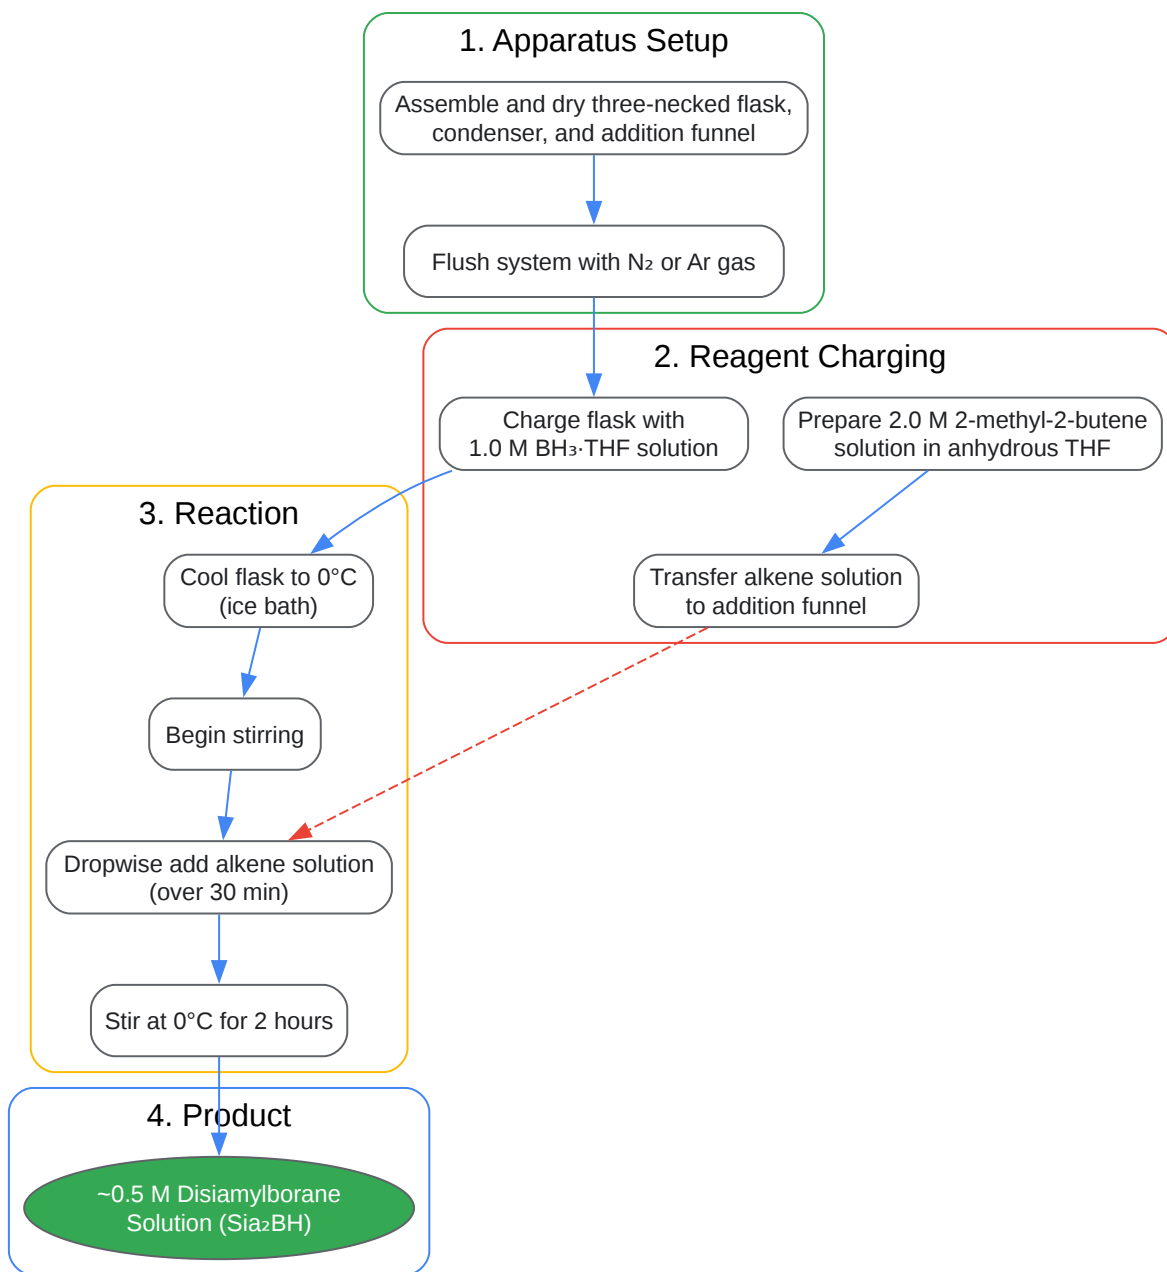 1. Apparatus Setup
Assemble and dry three-necked flask,
condenser, and addition funnel
Flush system with N₂ or Ar gas
2. Reagent Charging
Charge flask with
1.0 M BH₃·THF solution
Prepare 2.0 M 2-methyl-2-butene
solution in anhydrous THF
Transfer alkene solution
to addition funnel
3. Reaction
Cool flask to 0°C
(ice bath)
Begin stirring
Dropwise add alkene solution
(over 30 min)
Stir at 0°C for 2 hours
4. Product
~0.5 M Disiamylborane
Solution (Sia₂BH)